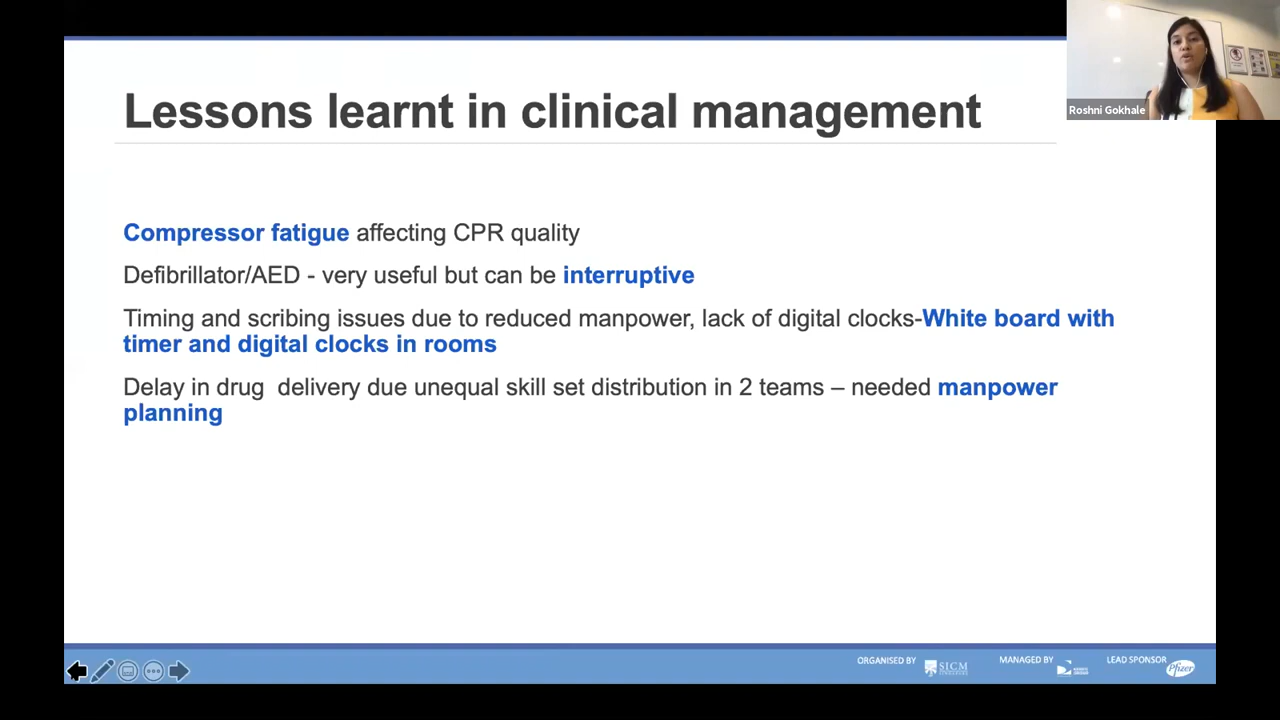 Roshni Gokhale
Lessons learnt in clinical management
Compressor fatigue affecting CPR quality
Defibrillator/AED - very useful but can be interruptive
Timing and scribing issues due to reduced manpower, lack of digital clocks-White board with
timer and digital clocks in rooms
Delay in drug  delivery due unequal skill set distribution in 2 teams – needed manpower
planning
ORGANISED BY
SICM
MANAGED BY
LEAD SPONSOR
Pfizer